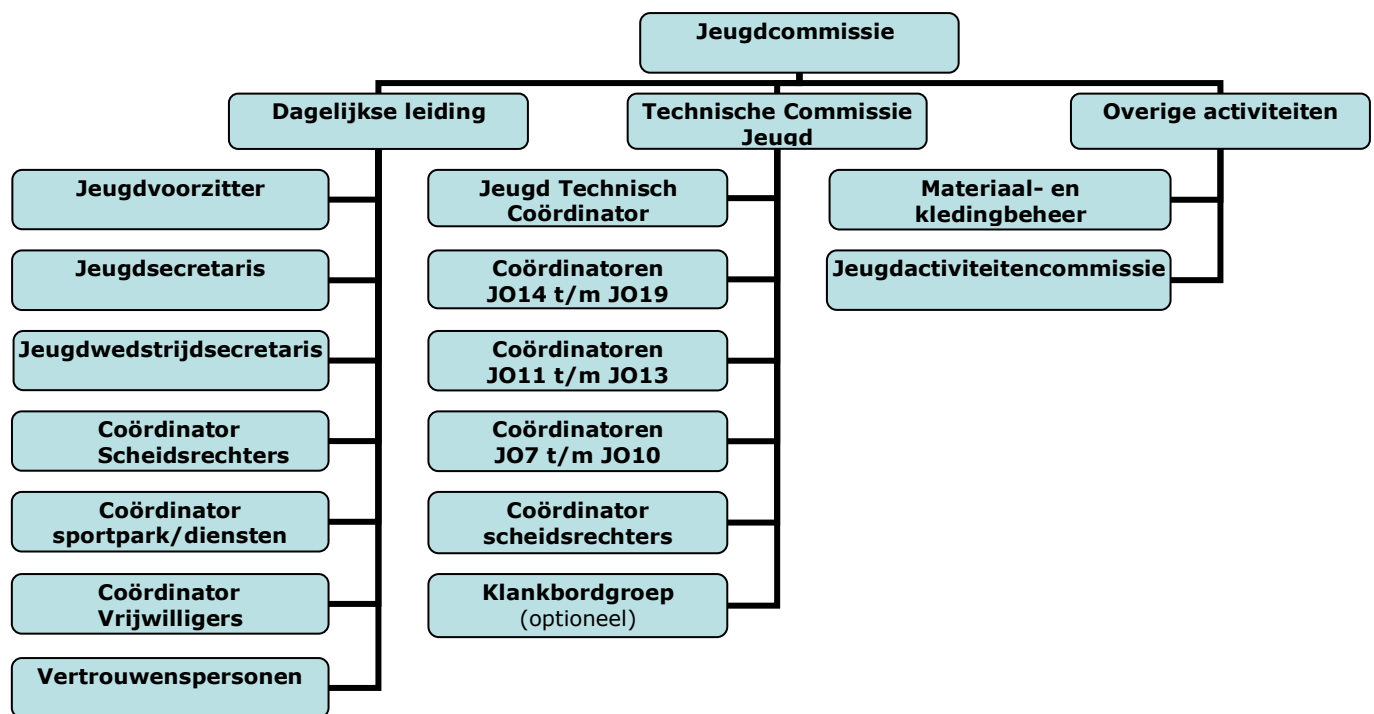 Jeugdcommissie
Dagelijkse leiding
Technische Commissie
Jeugd
Overige activiteiten
Jeugdvoorzitter
Jeugdsecretaris
Jeugdwedstrijdsecretaris
Coördinator
Scheidsrechters
Coördinator
sportpark/diensten
Coördinator
Vrijwilligers
Vertrouwenspersonen
Jeugd Technisch
Coördinator
Coördinatoren
JO14 t/m JO19
Coördinatoren
JO11 t/m JO13
Coördinatoren
JO7 t/m JO10
Coördinator
scheidsrechters
Klankbordgroep
(optioneel)
Materiaal- en
kledingbeheer
Jeugdactiviteitencommissie